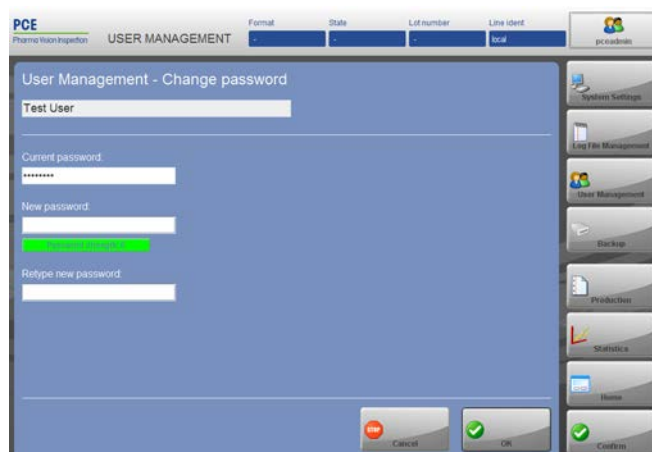 PCE
Pharma Vision Inspection
USER MANAGEMENT
Format
-
State
-
Lot number
-
Line ident
local
pceadmin
User Management - Change password
Test User
Current password:
••••••••
New password:
Retype new password:
Cancel
OK
System Settings
Log File Management
User Management
Backup
Production
Statistics
Home
Confirm
STOP